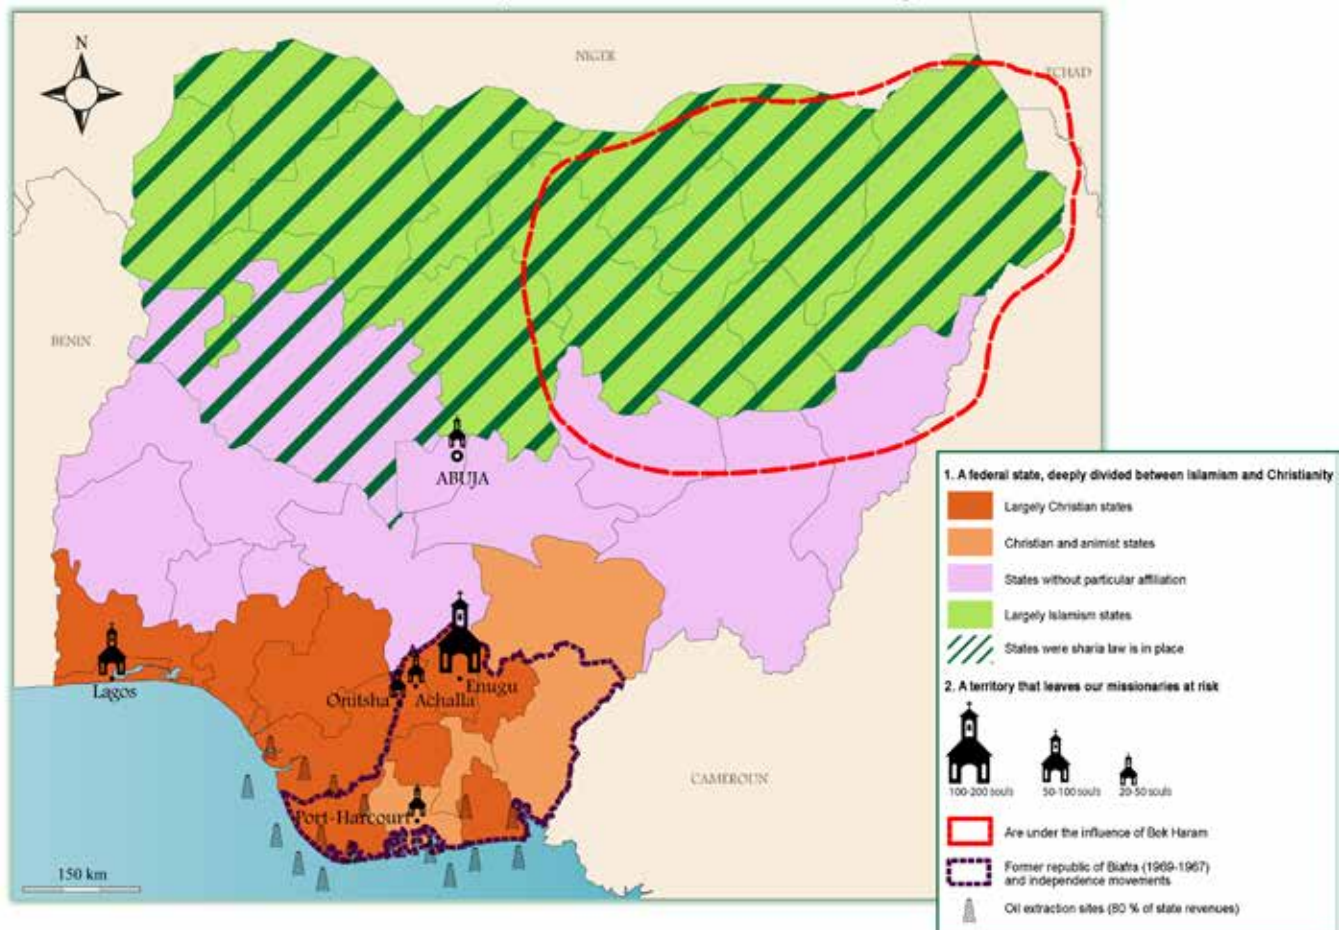 N
NIGER
TCHAD
BENIN
ABUJA
Lagos
Onitsha
Achalla
Enugu
Port-Harcourt
CAMEROUN
150 km
1. A federal state, deeply divided between Islamism and Christianity
Largely Christian states
Christian and animist states
States without particular affiliation
Largely Islamism states
States were sharia law is in place
2. A territory that leaves our missionaries at risk
100-200 souls
50-100 souls
20-50 souls
Are under the influence of Bok Haram
Former republic of Biafra (1969-1967)
and independence movements
Oil extraction sites (80 % of state revenues)